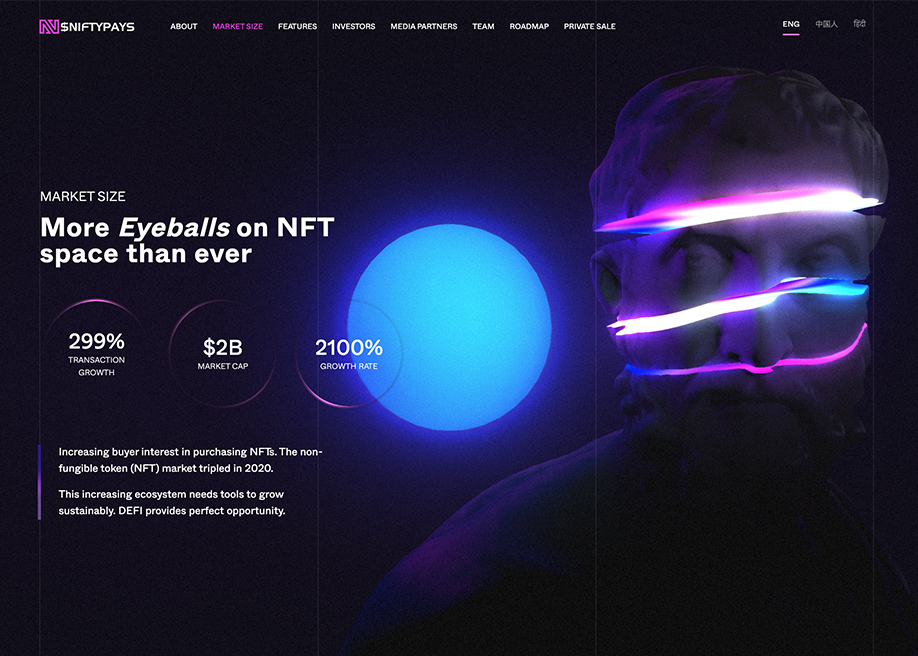 $NIFTYPAYS
ABOUT MARKET SIZE FEATURES INVESTORS MEDIA PARTNERS TEAM ROADMAP PRIVATE SALE
ENG 中国人 हिंदी
MARKET SIZE
More Eyeballs on NFT
space than ever
299%
TRANSACTION
GROWTH
$2B
MARKET CAP
2100%
GROWTH RATE
Increasing buyer interest in purchasing NFTs. The non-
fungible token (NFT) market tripled in 2020.
This increasing ecosystem needs tools to grow
sustainably. DEFI provides perfect opportunity.